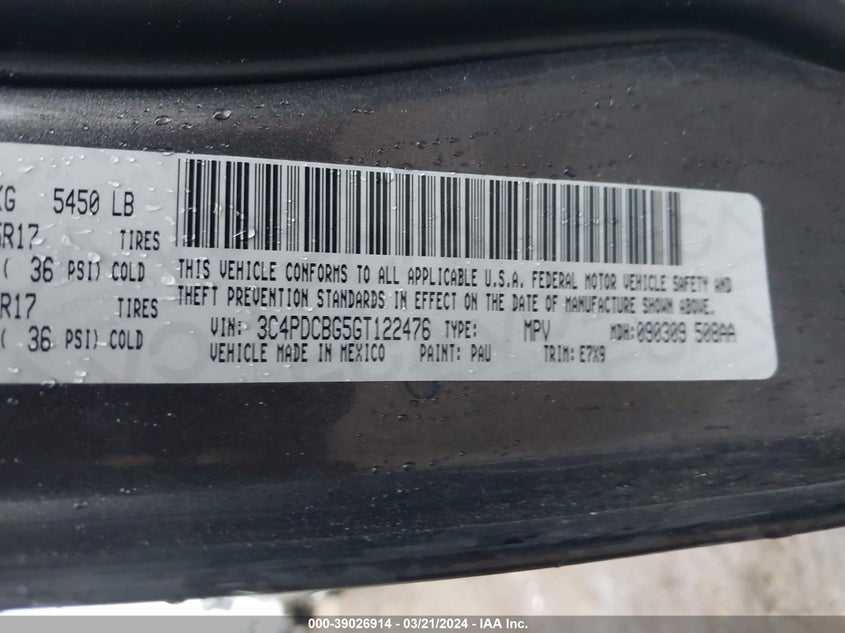 KG 5450 LB
R17 TIRES
( 36 PSI) COLD
R17 TIRES
( 36 PSI) COLD
THIS VEHICLE CONFORMS TO ALL APPLICABLE U.S.A. FEDERAL MOTOR VEHICLE SAFETY AND
THEFT PREVENTION STANDARDS IN EFFECT ON THE DATE OF MANUFACTURE SHOWN ABOVE.
VIN: 3C4PDCBG5GT122476 TYPE: MPV MDH: 090309 508AA
VEHICLE MADE IN MEXICO PAINT: PAU TRIM: E7X9
000-39026914 - 03/21/2024 - IAA Inc.